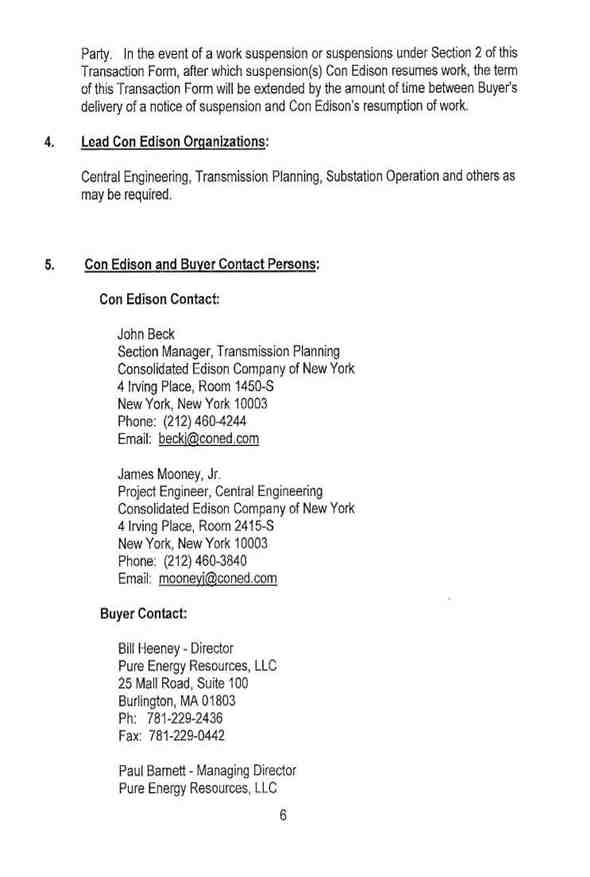 Party. In the event of a work suspension or suspensions under Section 2 of this
Transaction Form, after which suspension(s) Con Edison resumes work, the term
of this Transaction Form will be extended by the amount of time between Buyer's
delivery of a notice of suspension and Con Edison's resumption of work.
4. Lead Con Edison Organizations:
Central Engineering, Transmission Planning, Substation Operation and others as
may be required.
5. Con Edison and Buyer Contact Persons:
Con Edison Contact:
John Beck
Section Manager, Transmission Planning
Consolidated Edison Company of New York
4 Irving Place, Room 1450-S
New York, New York 10003
Phone: (212) 460-4244
Email: beckj@coned.com
James Mooney, Jr.
Project Engineer, Central Engineering
Consolidated Edison Company of New York
4 Irving Place, Room 2415-S
New York, New York 10003
Phone: (212) 460-3840
Email: mooneyj@coned.com
Buyer Contact:
Bill Heeney - Director
Pure Energy Resources, LLC
25 Mall Road, Suite 100
Burlington, MA 01803
Ph: 781-229-2436
Fax: 781-229-0442
Paul Barnett - Managing Director
Pure Energy Resources, LLC
6